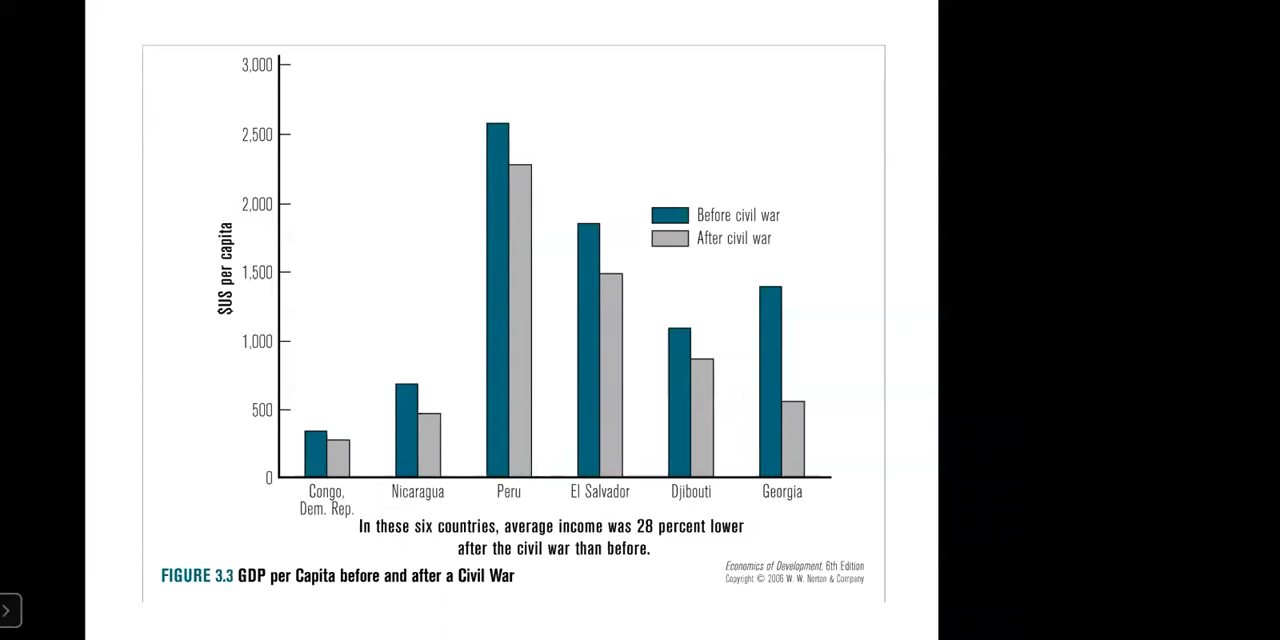 3,000
2,500
2,000
1,500
1,000
500
0
$US per capita
Before civil war
After civil war
Congo,
Dem. Rep.
Nicaragua
Peru
El Salvador
Djibouti
Georgia
In these six countries, average income was 28 percent lower
after the civil war than before.
FIGURE 3.3 GDP per Capita before and after a Civil War
Economics of Development, 6th Edition
Copyright © 2006 W. W. Norton & Company